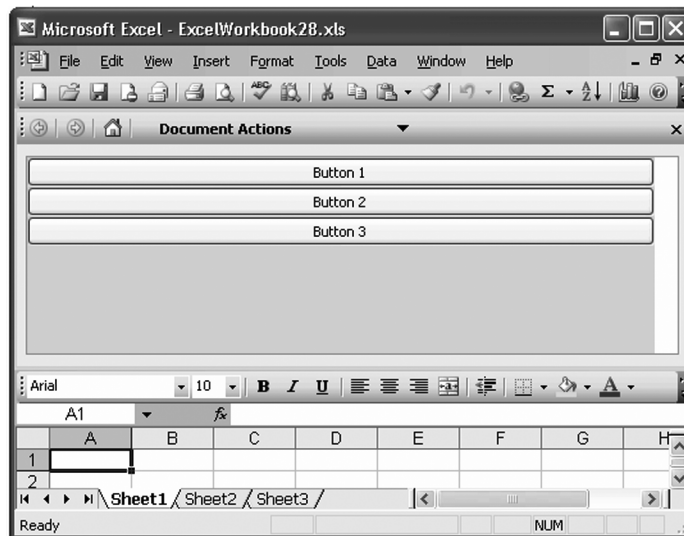 Microsoft Excel - ExcelWorkbook28.xls
File Edit View Insert Format Tools Data Window Help
ABC Σ A Z
Document Actions
Button 1
Button 2
Button 3
Arial 10 B I U a A
A1 fx
A B C D E F G H
1
2
Sheet1 Sheet2 Sheet3
Ready NUM